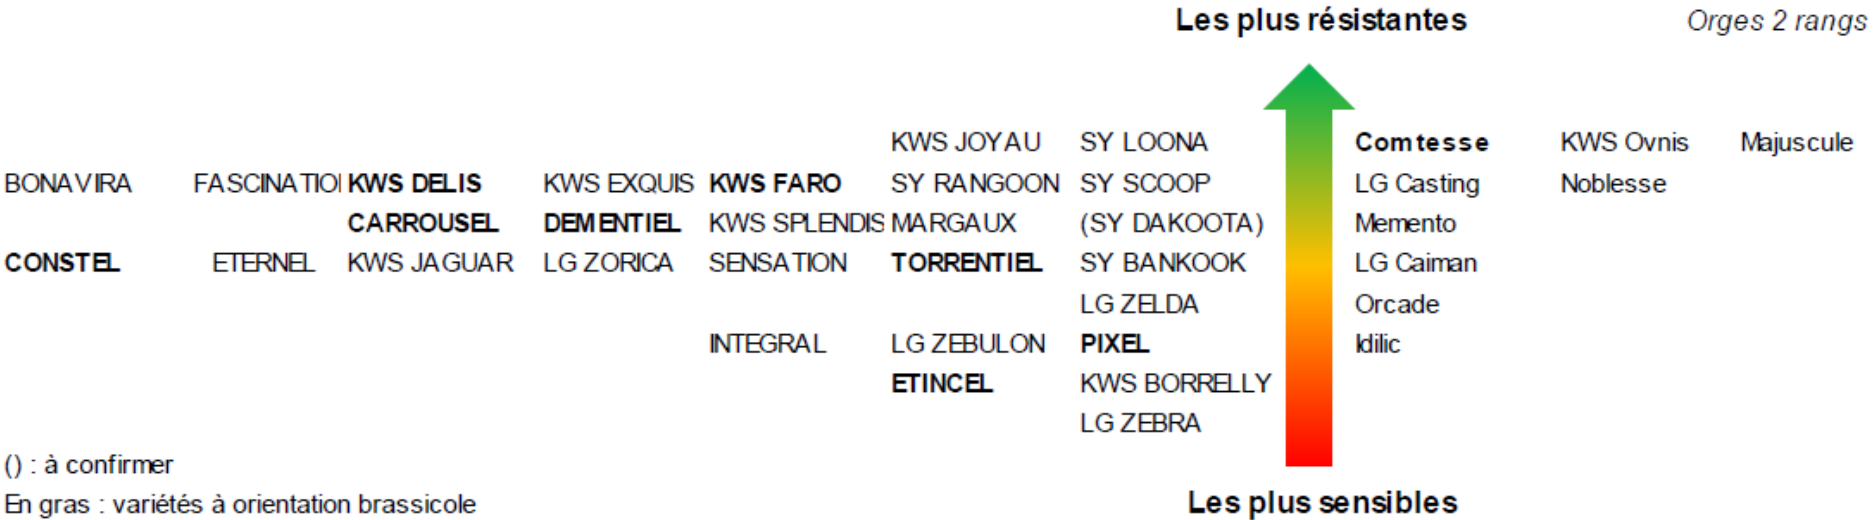 Les plus résistantes Orges 2 rangs
KWS JOYAU SY LOONA Comtesse KWS Ovnis Majuscule
BONAVIRA FASCINATIO KWS DELIS KWS EXQUIS KWS FARO SY RANGOON SY SCOOP LG Casting Noblesse
CARROUSEL DEMENTIEL KWS SPLENDIS MARGAUX (SY DAKOOTA) Memento
CONSTEL ETERNEL KWS JAGUAR LG ZORICA SENSATION TORRENTIEL SY BANKOOK LG Caiman
LG ZELDA Orcade
INTEGRAL LG ZEBULON PIXEL Idilic
ETINCEL KWS BORRELLY
LG ZEBRA
() : à confirmer
En gras : variétés à orientation brassicole Les plus sensibles